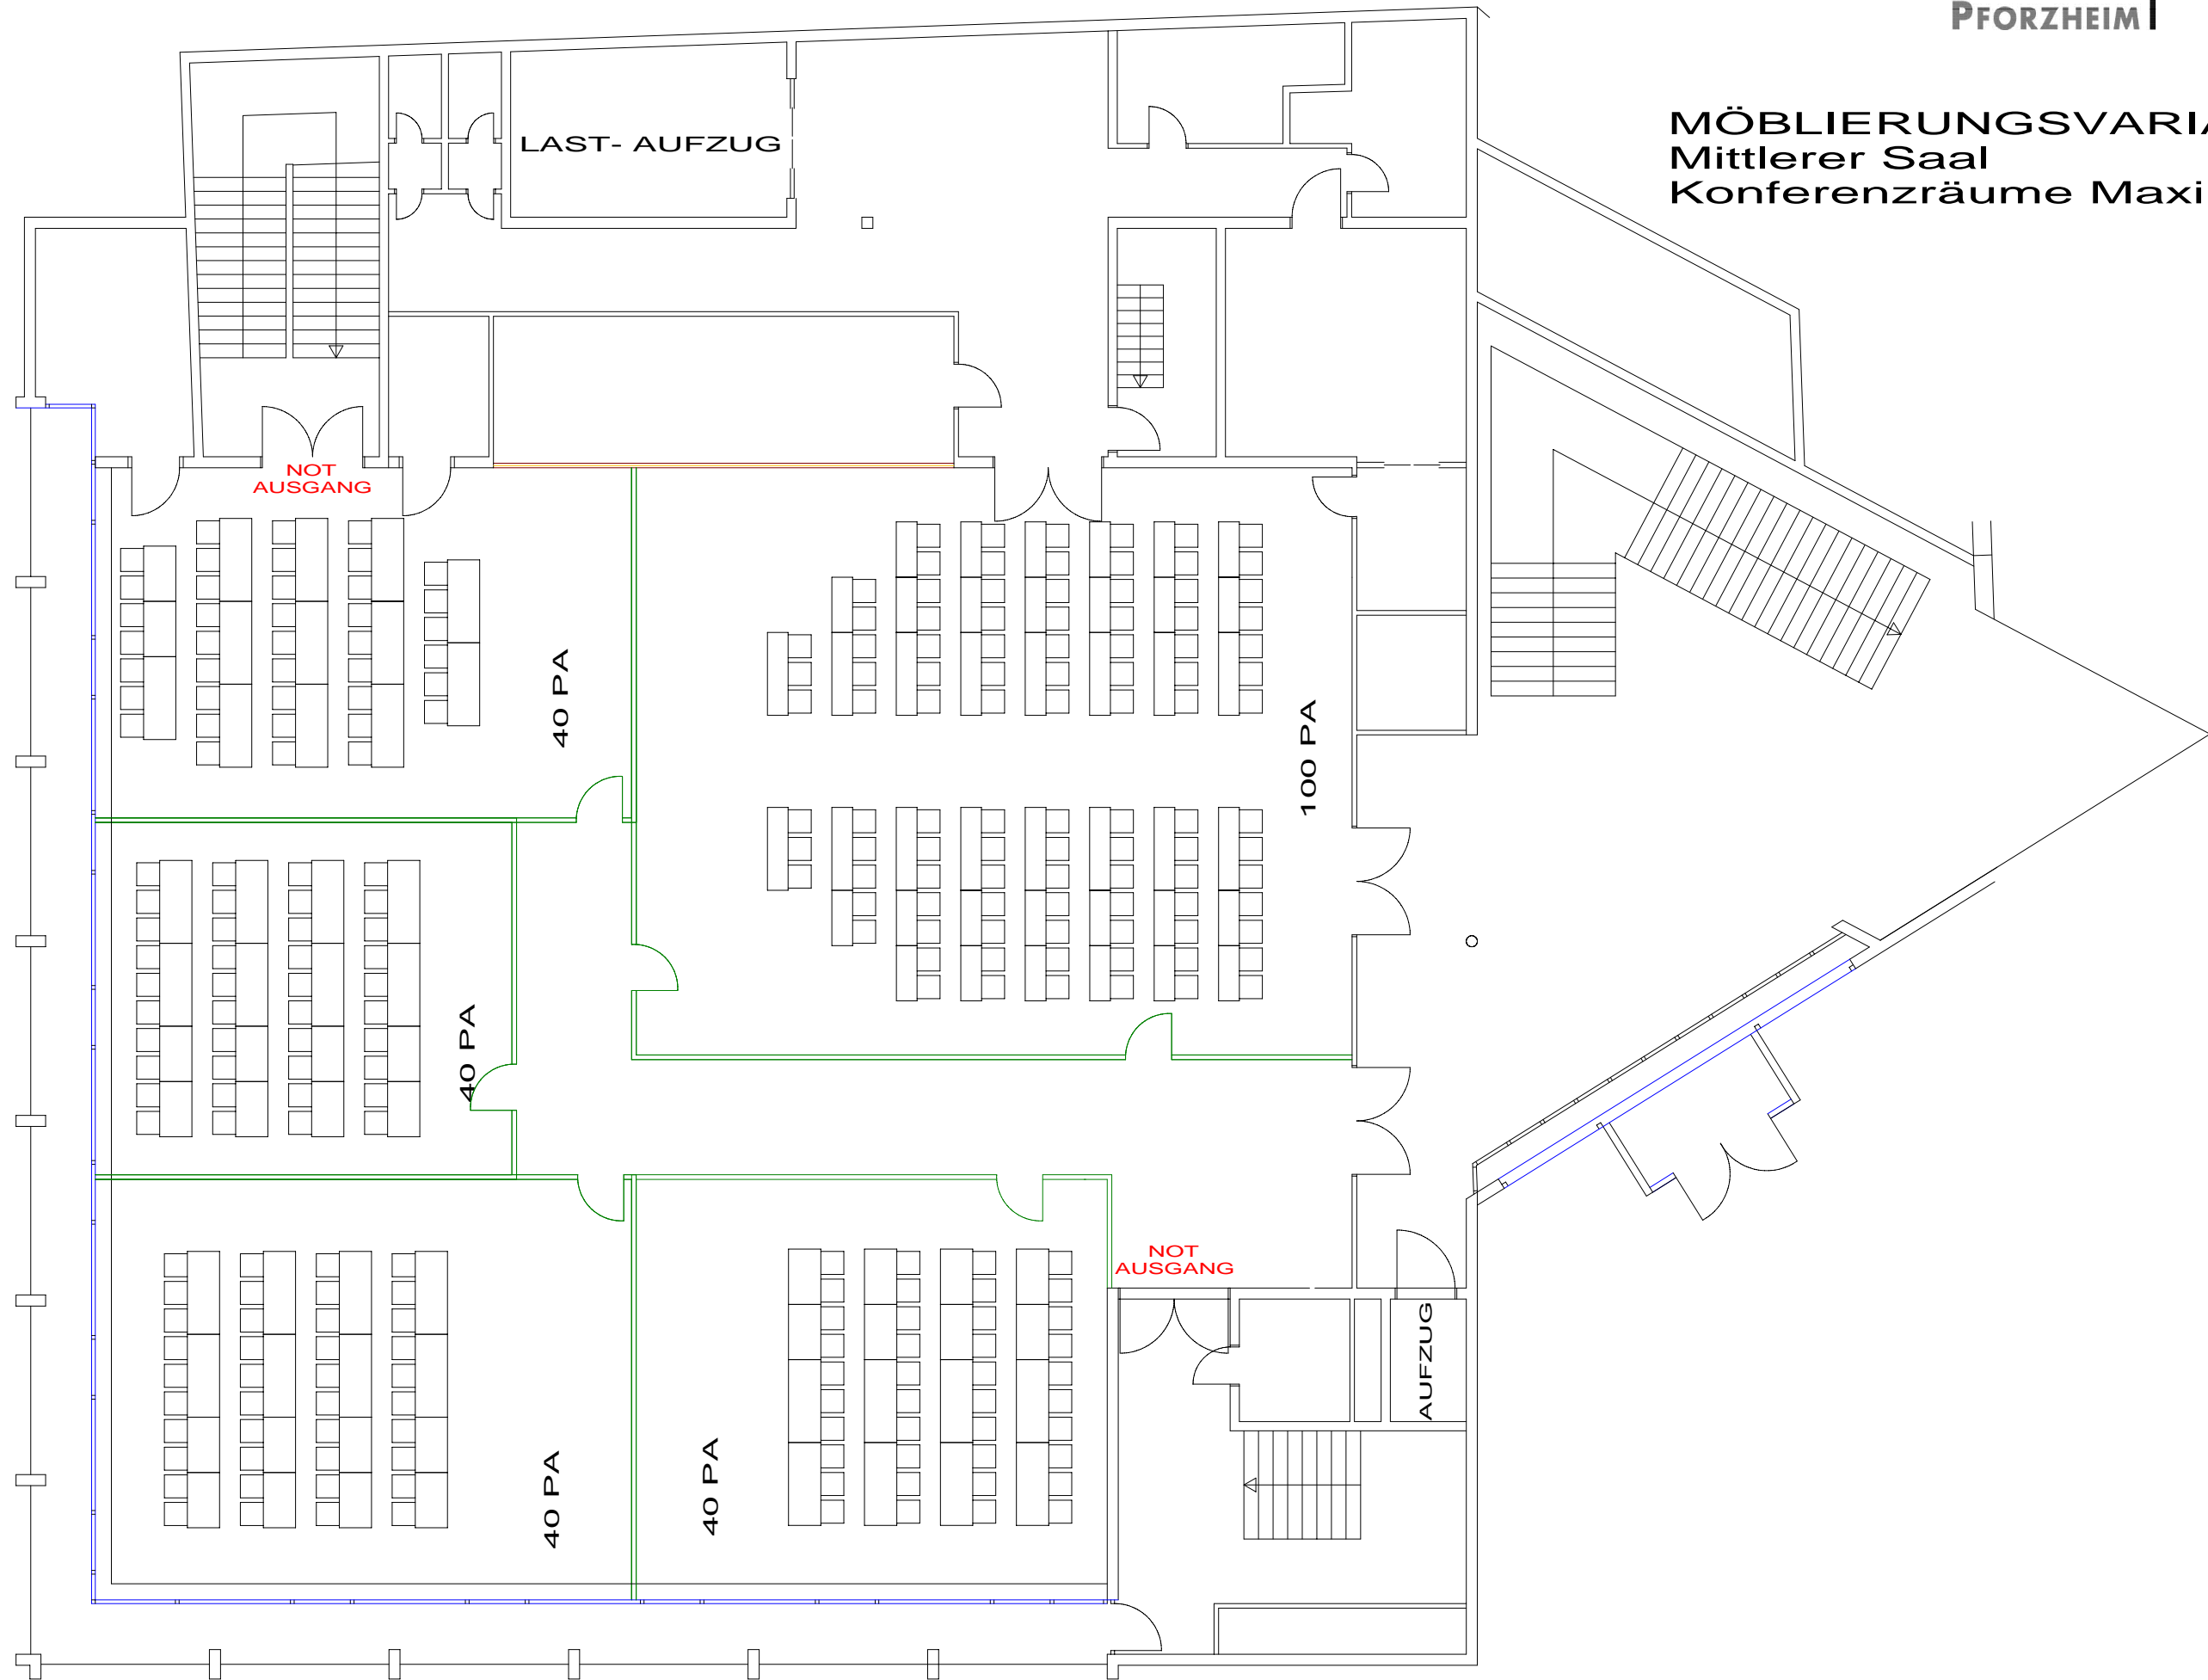 PFORZHEIM
MÖBLIERUNGSVARIA
Mittlerer Saal
Konferenzräume Maxi
LAST- AUFZUG
NOT
AUSGANG
40 PA
100 PA
40 PA
NOT
AUSGANG
AUFZUG
40 PA
40 PA